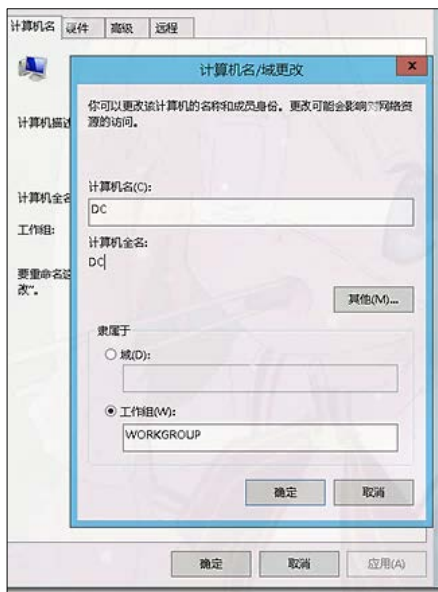 计算机名 硬件 高级 远程
计算机名/域更改
你可以更改该计算机的名称和成员身份。更改可能会影响对网络资
源的访问。
计算机描述
计算机名(C):
DC
计算机全名
计算机全名:
DC
工作组:
要重命名这
改"。
其他(M)...
隶属于
域(D):
工作组(W):
WORKGROUP
确定 取消
确定 取消 应用(A)